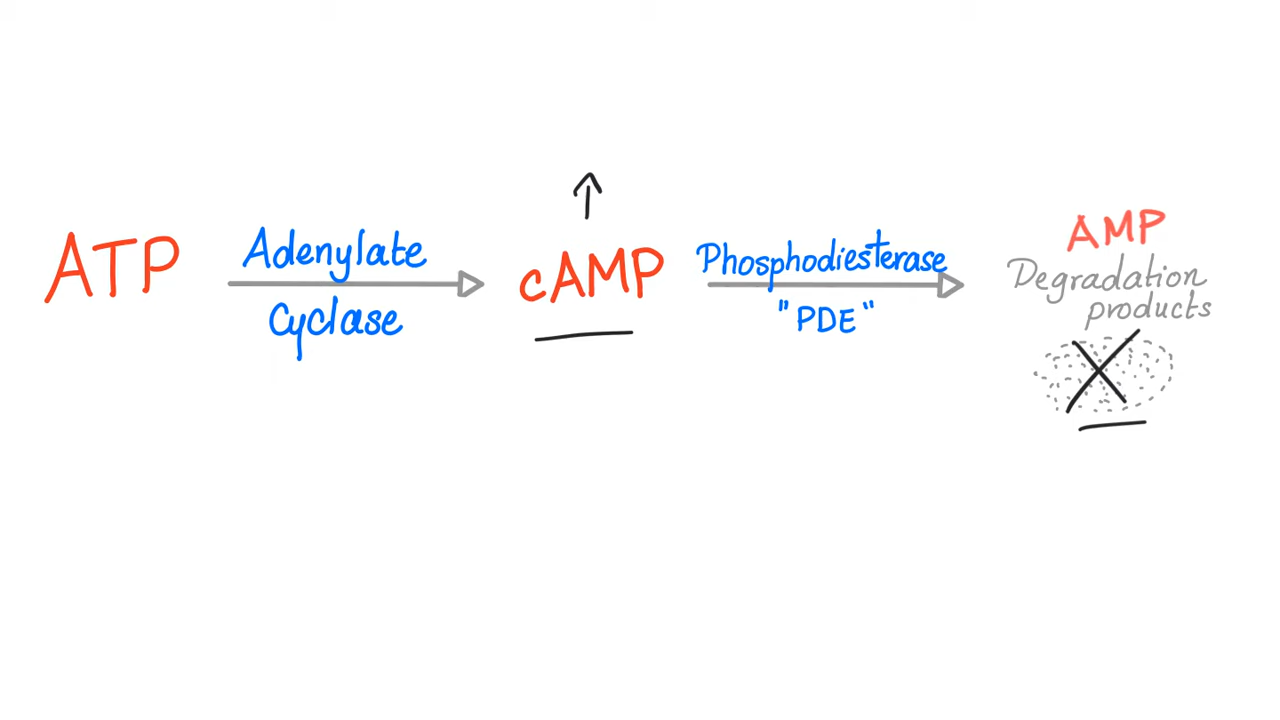 ATP
Adenylate
Cyclase
cAMP
Phosphodiesterase
"PDE"
AMP
Degradation
products